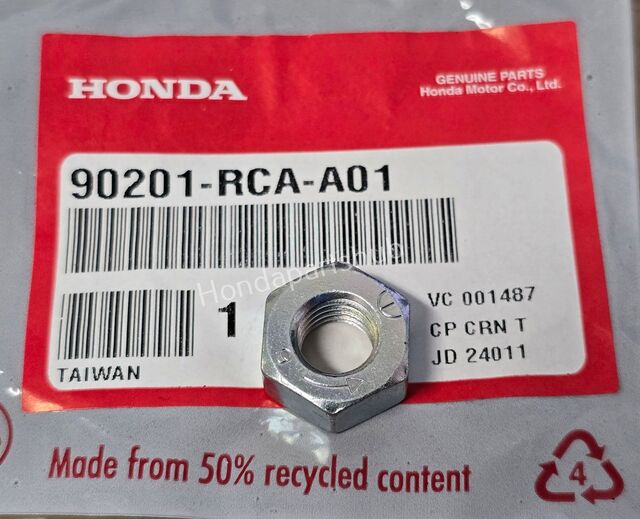 HONDA
GENUINE PARTS
Honda Motor Co., Ltd.
90201-RCA-A01
Hondapartshup
1
VC 001487
CP CRN T
JD 24011
TAIWAN
Made from 50% recycled content
4